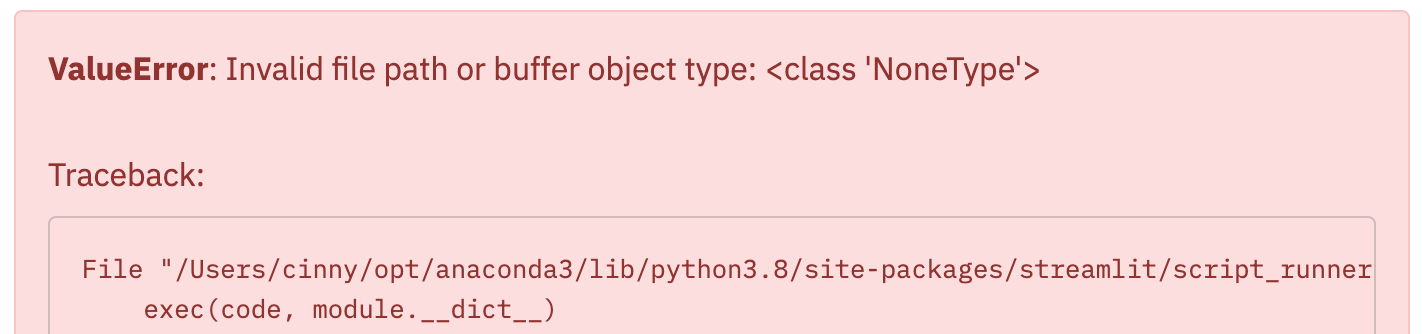 ValueError: Invalid file path or buffer object type: <class 'NoneType'>
Traceback:
File "/Users/cinny/opt/anaconda3/lib/python3.8/site-packages/streamlit/script_runner
exec(code, module.__dict__)